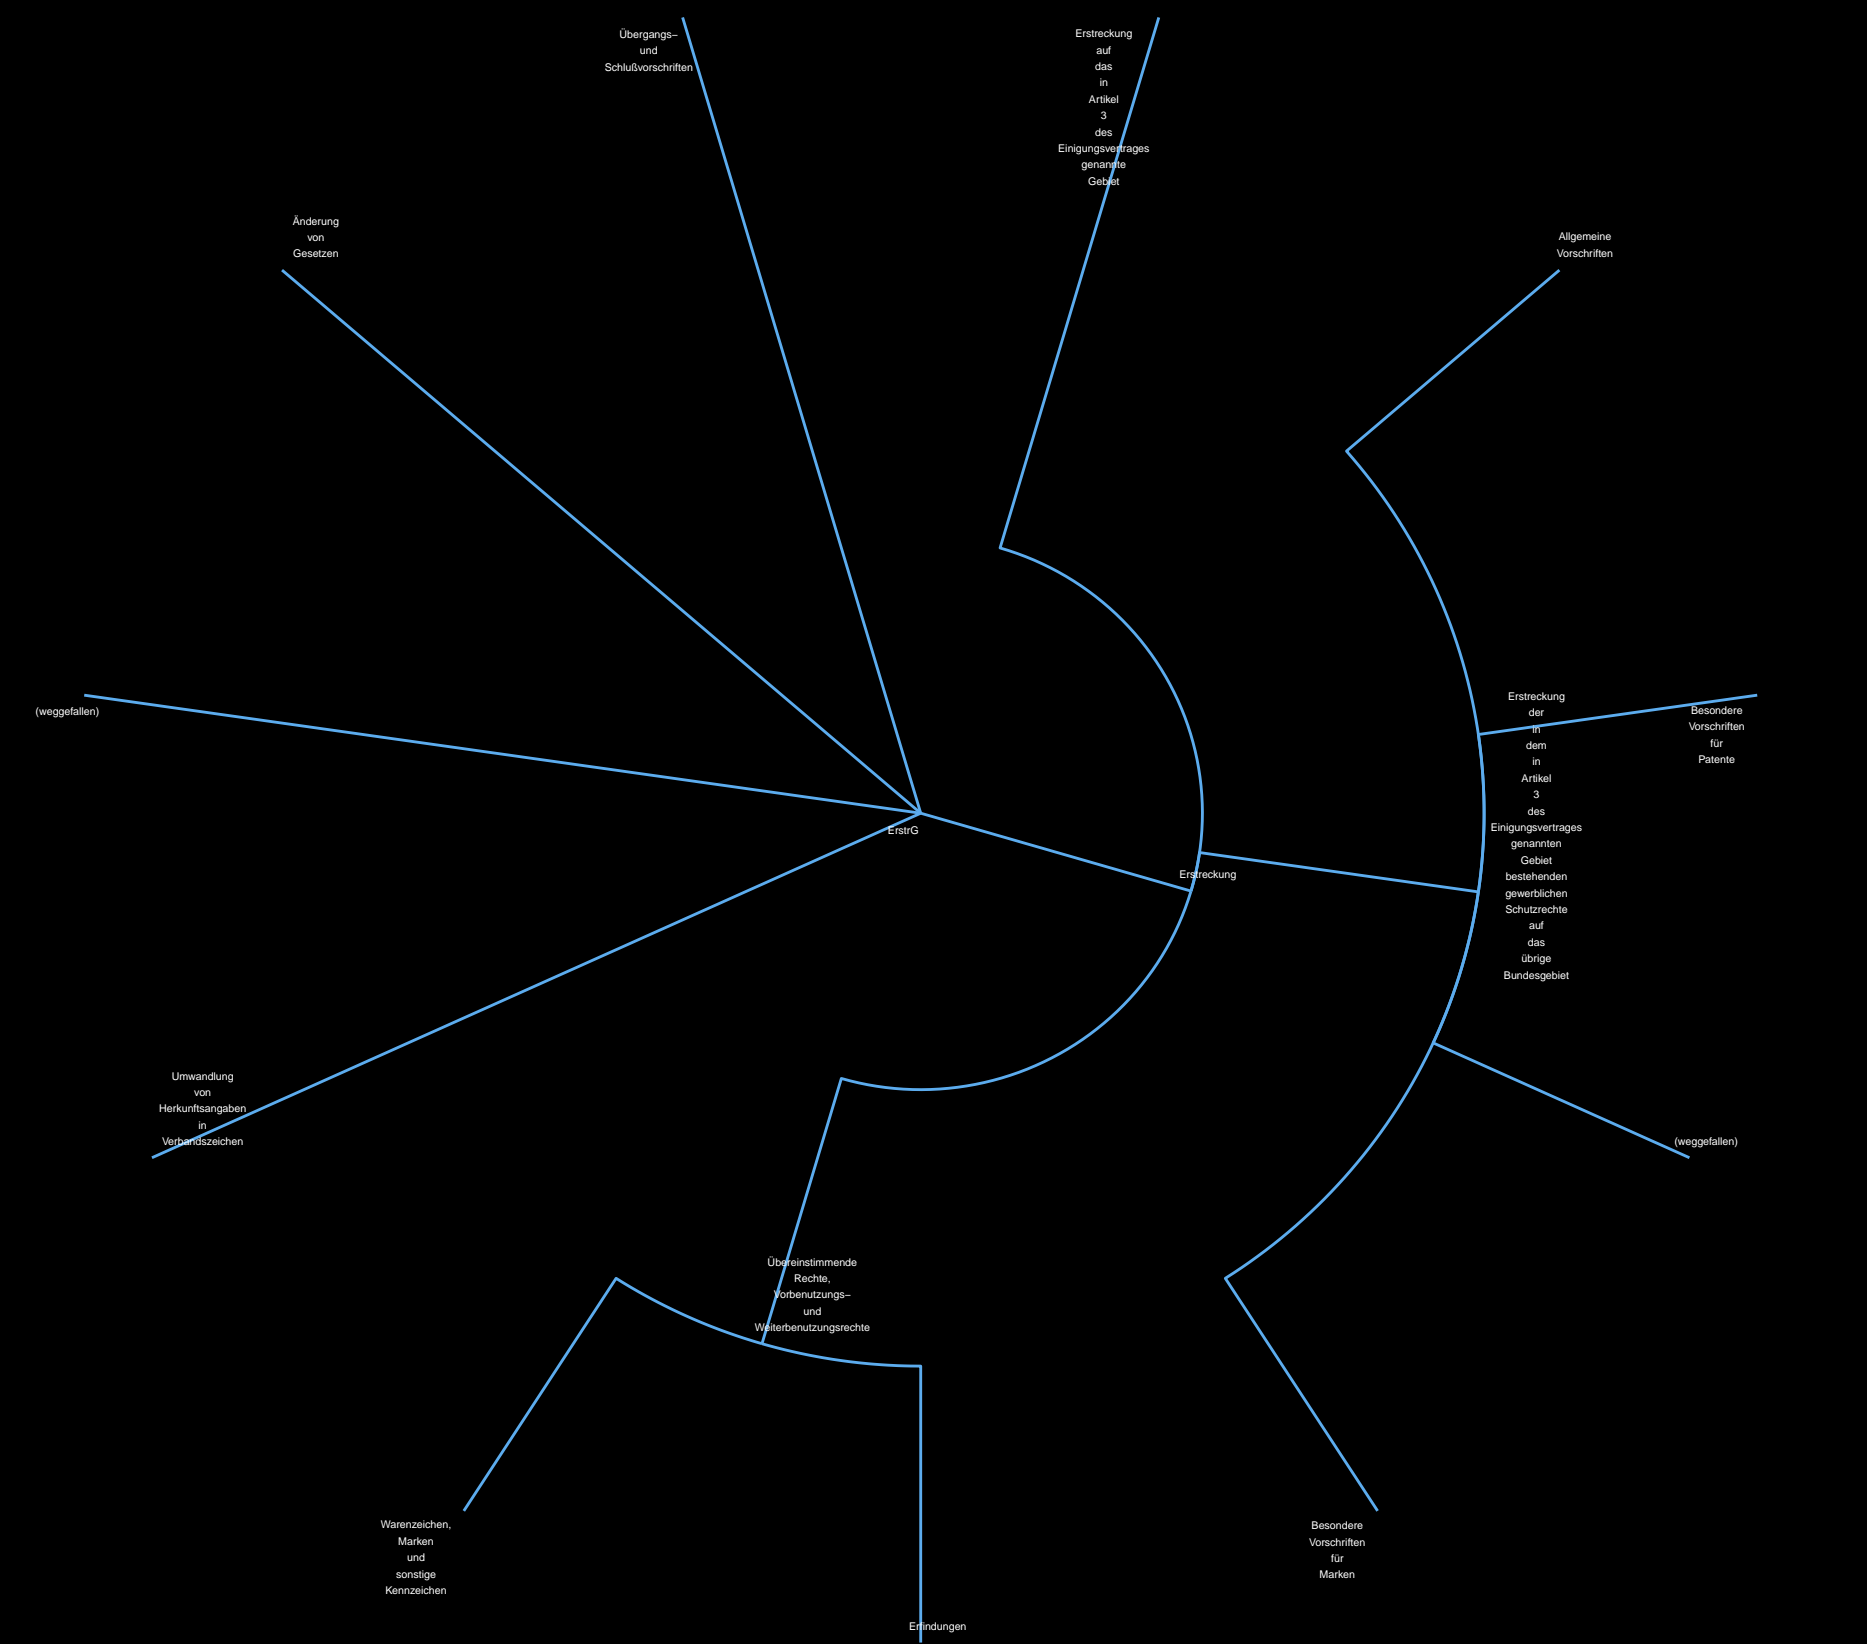 Übergangs–
und
Schlußvorschriften
Erstreckung
auf
das
in
Artikel
3
des
Einigungsvertrages
genannte
Gebiet
Änderung
von
Gesetzen
Allgemeine
Vorschriften
(weggefallen)
Erstreckung
der
in
dem
in
Artikel
3
des
Einigungsvertrages
genannten
Gebiet
bestehenden
gewerblichen
Schutzrechte
auf
das
übrige
Bundesgebiet
Besondere
Vorschriften
für
Patente
ErstrG
Erstreckung
Umwandlung
von
Herkunftsangaben
in
Verbandszeichen
(weggefallen)
Übereinstimmende
Rechte,
Vorbenutzungs–
und
Weiterbenutzungsrechte
Warenzeichen,
Marken
und
sonstige
Kennzeichen
Besondere
Vorschriften
für
Marken
Erfindungen